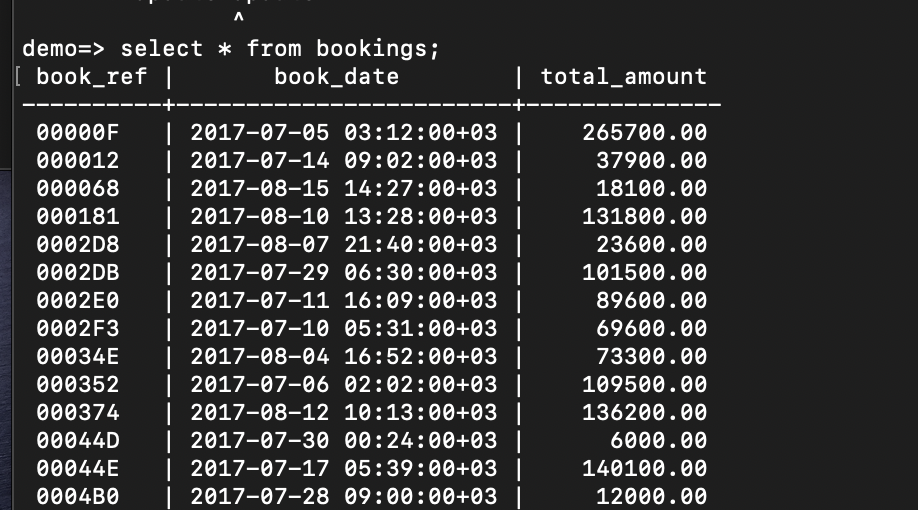 ^
demo=> select * from bookings;
[ book_ref | book_date | total_amount
----------+------------------------+--------------
00000F | 2017-07-05 03:12:00+03 | 265700.00
000012 | 2017-07-14 09:02:00+03 | 37900.00
000068 | 2017-08-15 14:27:00+03 | 18100.00
000181 | 2017-08-10 13:28:00+03 | 131800.00
0002D8 | 2017-08-07 21:40:00+03 | 23600.00
0002DB | 2017-07-29 06:30:00+03 | 101500.00
0002E0 | 2017-07-11 16:09:00+03 | 89600.00
0002F3 | 2017-07-10 05:31:00+03 | 69600.00
00034E | 2017-08-04 16:52:00+03 | 73300.00
000352 | 2017-07-06 02:02:00+03 | 109500.00
000374 | 2017-08-12 10:13:00+03 | 136200.00
00044D | 2017-07-30 00:24:00+03 | 6000.00
00044E | 2017-07-17 05:39:00+03 | 140100.00
0004B0 | 2017-07-28 09:00:00+03 | 12000.00